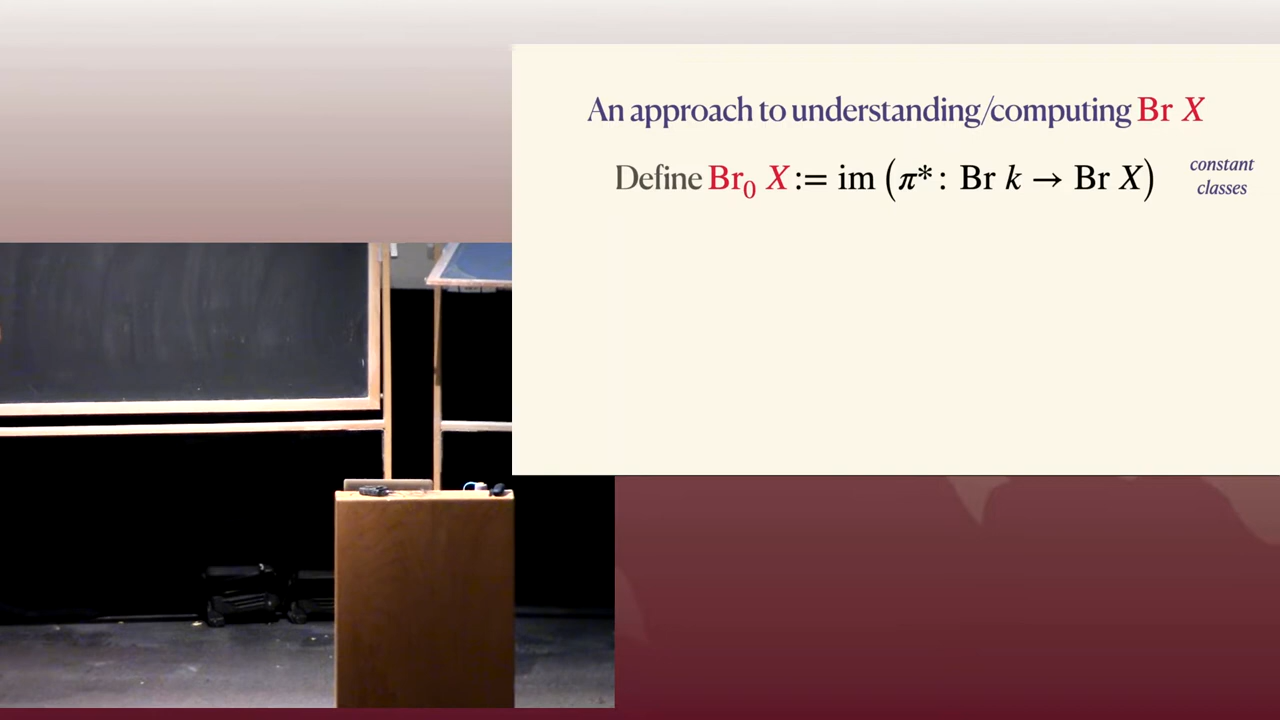 An approach to understanding/computing Br X
Define Br₀ X := im (π* : Br k → Br X)
constant
classes